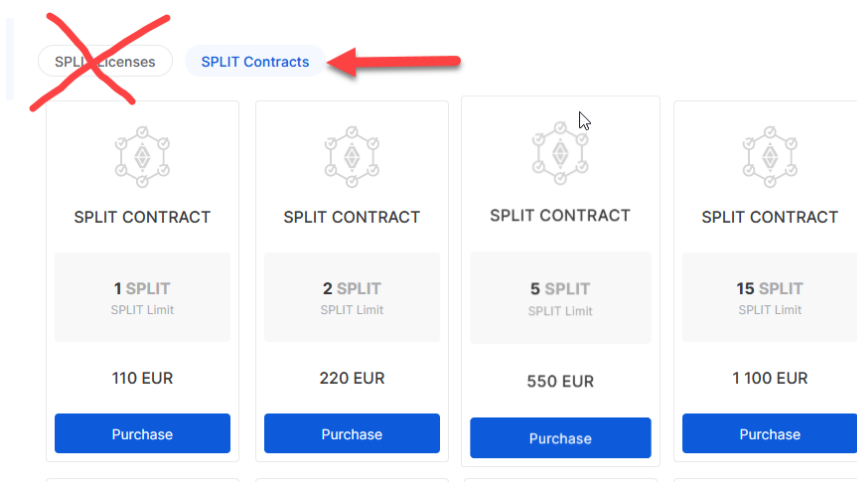 SPLIT Licenses
SPLIT Contracts
SPLIT CONTRACT
1 SPLIT
SPLIT Limit
110 EUR
Purchase
SPLIT CONTRACT
2 SPLIT
SPLIT Limit
220 EUR
Purchase
SPLIT CONTRACT
5 SPLIT
SPLIT Limit
550 EUR
Purchase
SPLIT CONTRACT
15 SPLIT
SPLIT Limit
1 100 EUR
Purchase